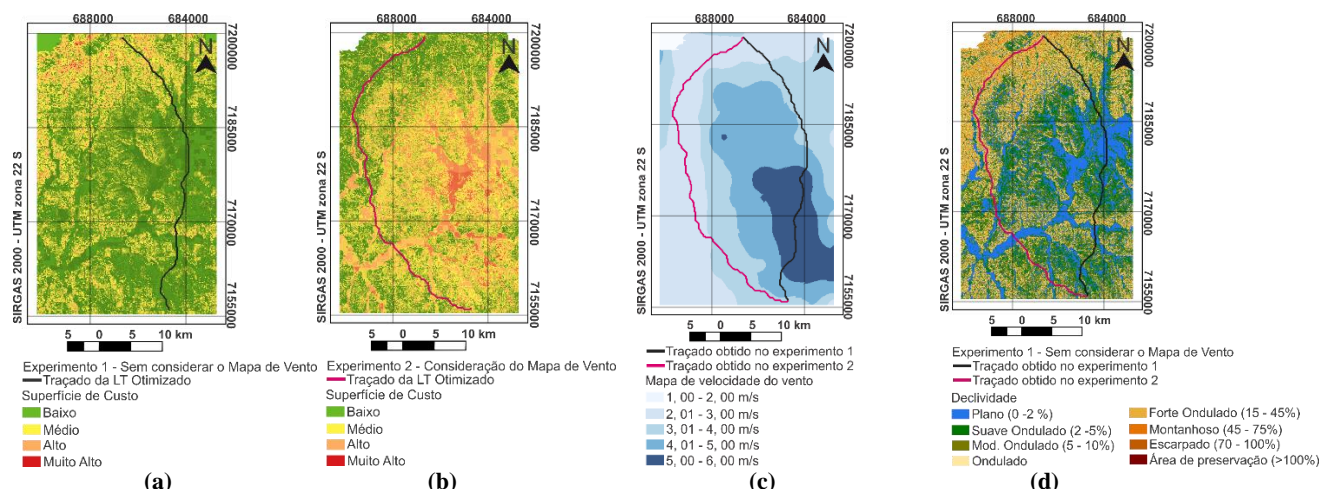 688000 684000
7200000
7185000
7170000
7155000
SIRGAS 2000 - UTM zona 22 S
N
5 0 5 10 km
Experimento 1 - Sem considerar o Mapa de Vento
Traçado da LT Otimizado
Superfície de Custo
Baixo
Médio
Alto
Muito Alto
(a)
688000 684000
7200000
7185000
7170000
7155000
SIRGAS 2000 - UTM zona 22 S
N
5 0 5 10 km
Experimento 2 - Consideração do Mapa de Vento
Traçado da LT Otimizado
Superfície de Custo
Baixo
Médio
Alto
Muito Alto
(b)
688000 684000
7200000
7185000
7170000
7155000
SIRGAS 2000 - UTM zona 22 S
N
5 0 5 10 km
Traçado obtido no experimento 1
Traçado obtido no experimento 2
Mapa de velocidade do vento
1, 00 - 2, 00 m/s
2, 01 - 3, 00 m/s
3, 01 - 4, 00 m/s
4, 01 - 5, 00 m/s
5, 00 - 6, 00 m/s
(c)
688000 684000
7200000
7185000
7170000
7155000
SIRGAS 2000 - UTM zona 22 S
N
5 0 5 10 km
Experimento 1 - Sem considerar o Mapa de Vento
Traçado obtido no experimento 1
Traçado obtido no experimento 2
Declividade
Plano (0 -2 %)
Suave Ondulado (2 -5%)
Mod. Ondulado (5 - 10%)
Ondulado
Forte Ondulado (15 - 45%)
Montanhoso (45 - 75%)
Escarpado (70 - 100%)
Área de preservação (>100%)
(d)